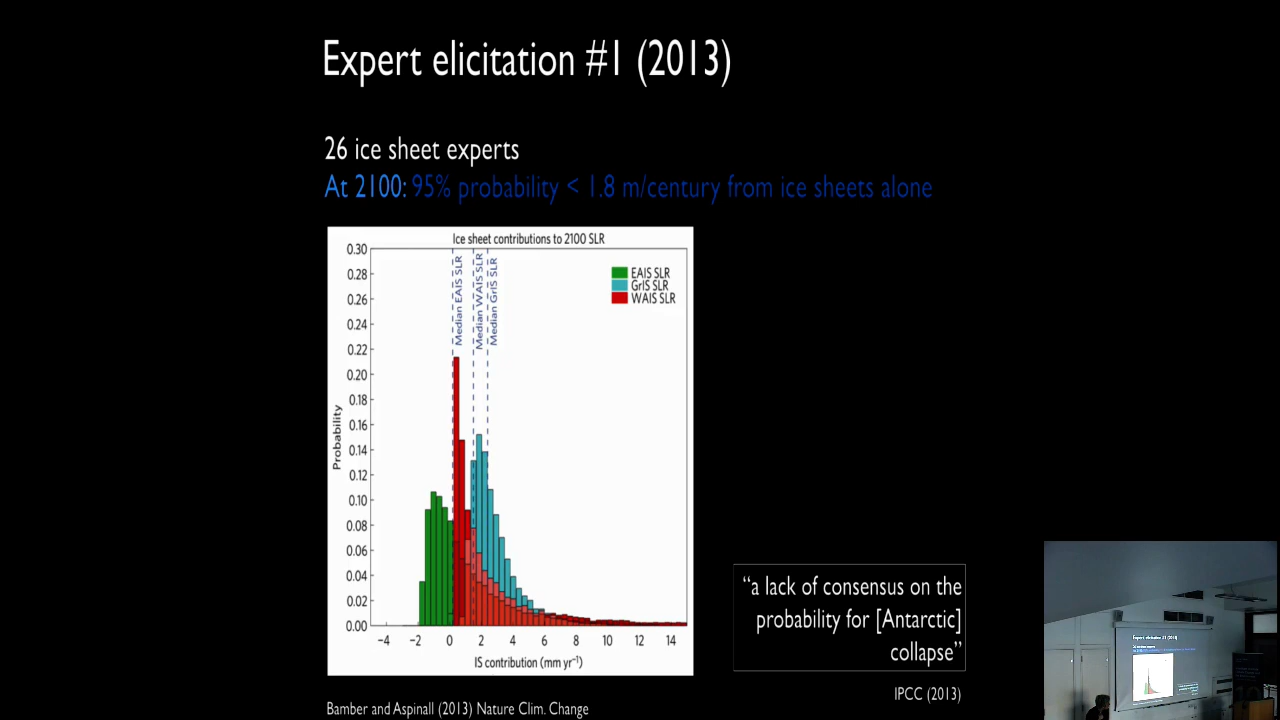 Expert elicitation #1 (2013)
26 ice sheet experts
At 2100: 95% probability < 1.8 m/century from ice sheets alone
Ice sheet contributions to 2100 SLR
0.30
0.28
0.26
0.24
0.22
0.20
0.18
0.16
0.14
0.12
0.10
0.08
0.06
0.04
0.02
0.00
Probability
Median EAIS SLR
Median WAIS SLR
Median GrIS SLR
EAIS SLR
GrIS SLR
WAIS SLR
−4 −2 0 2 4 6 8 10 12 14
IS contribution (mm yr⁻¹)
Bamber and Aspinall (2013) Nature Clim. Change
“a lack of consensus on the
probability for [Antarctic]
collapse”
IPCC (2013)
Expert elicitation #1 (2013)